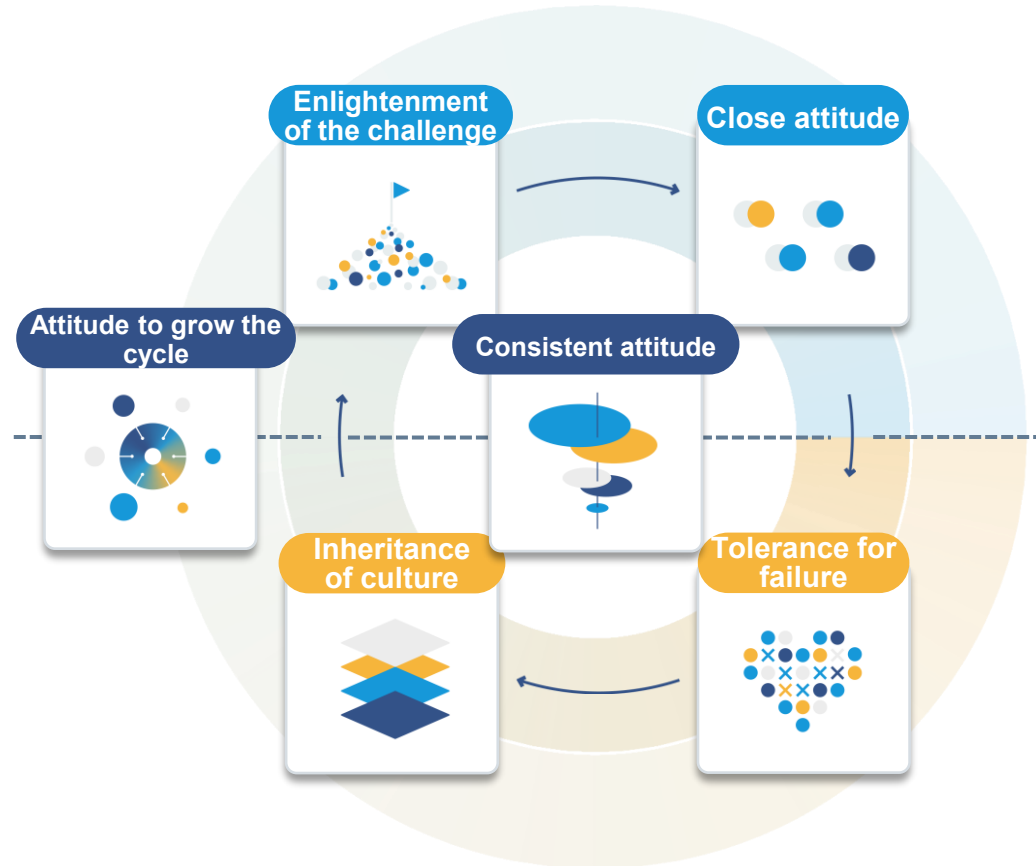 Enlightenment
of the challenge
Close attitude
Attitude to grow the
cycle
Consistent attitude
Inheritance
of culture
Tolerance for
failure